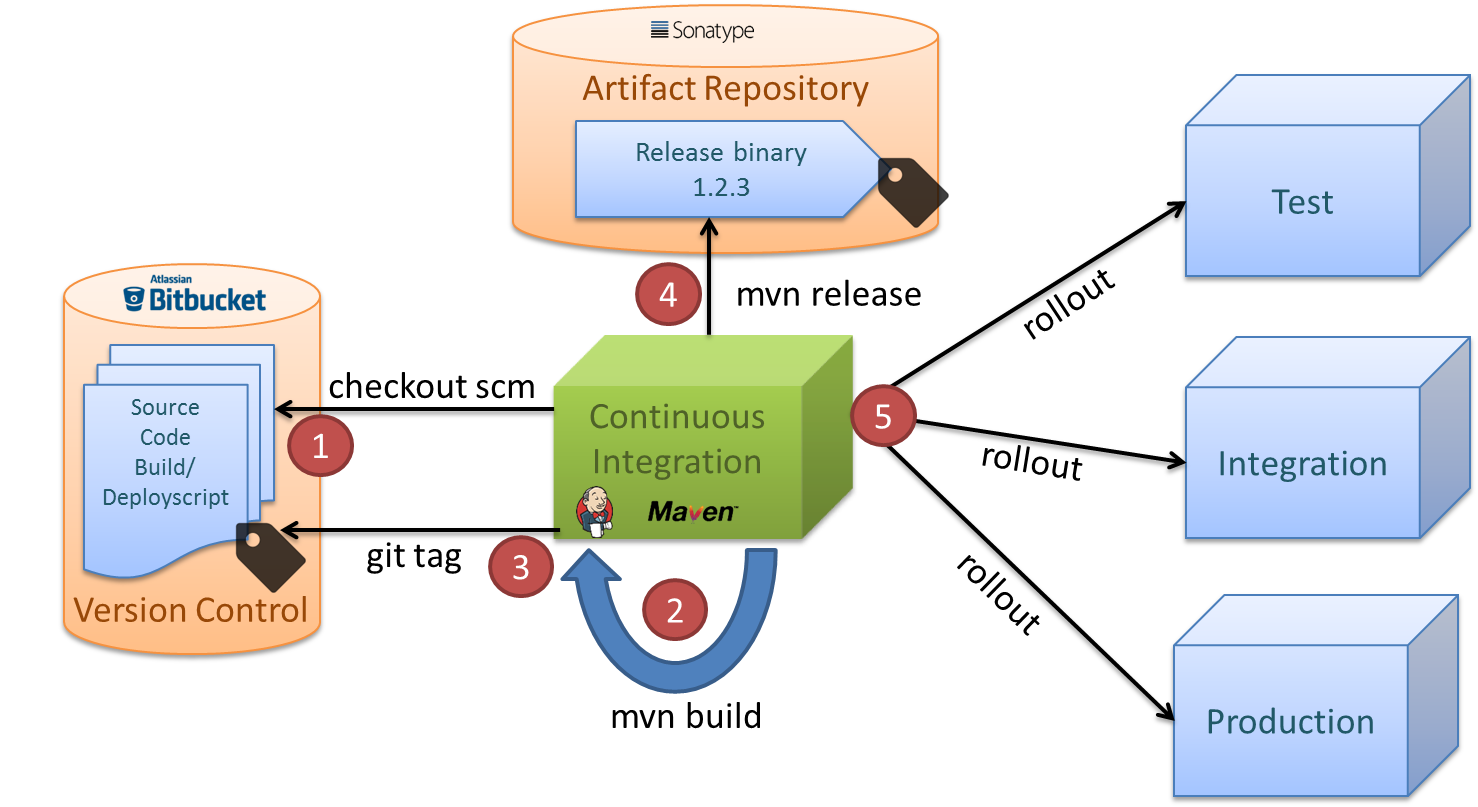 Sonatype
Artifact Repository
Release binary
1.2.3
4
mvn release
Atlassian
Bitbucket
Source
Code
Build/
Deployscript
Version Control
checkout scm
1
git tag
3
Continuous
Integration
Maven™
2
mvn build
5
rollout
Test
rollout
Integration
rollout
Production